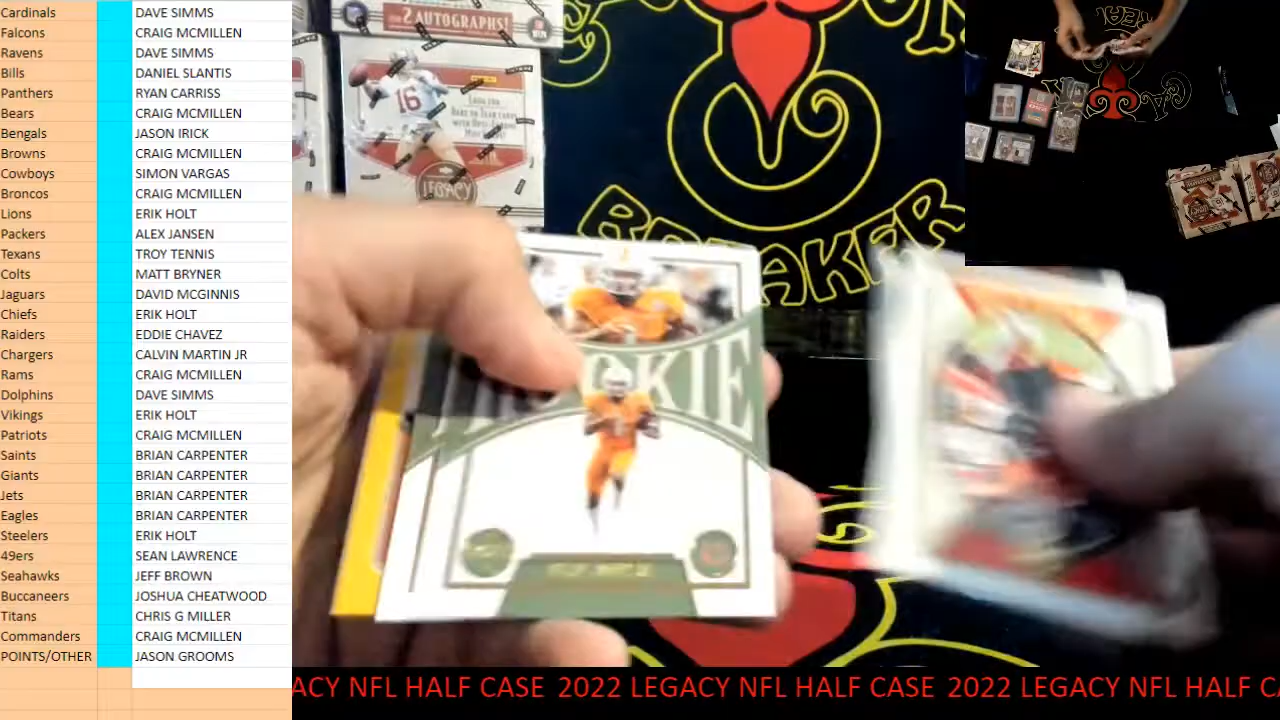 Cardinals DAVE SIMMS
Falcons CRAIG MCMILLEN
Ravens DAVE SIMMS
Bills DANIEL SLANTIS
Panthers RYAN CARRISS
Bears CRAIG MCMILLEN
Bengals JASON IRICK
Browns CRAIG MCMILLEN
Cowboys SIMON VARGAS
Broncos CRAIG MCMILLEN
Lions ERIK HOLT
Packers ALEX JANSEN
Texans TROY TENNIS
Colts MATT BRYNER
Jaguars DAVID MCGINNIS
Chiefs ERIK HOLT
Raiders EDDIE CHAVEZ
Chargers CALVIN MARTIN JR
Rams CRAIG MCMILLEN
Dolphins DAVE SIMMS
Vikings ERIK HOLT
Patriots CRAIG MCMILLEN
Saints BRIAN CARPENTER
Giants BRIAN CARPENTER
Jets BRIAN CARPENTER
Eagles BRIAN CARPENTER
Steelers ERIK HOLT
49ers SEAN LAWRENCE
Seahawks JEFF BROWN
Buccaneers JOSHUA CHEATWOOD
Titans CHRIS G MILLER
Commanders CRAIG MCMILLEN
POINTS/OTHER JASON GROOMS
2 AUTOGRAPHS!
16
LOOK FOR
LEGACY
BREAKER
OKIE
ACY NFL HALF CASE 2022 LEGACY NFL HALF CASE 2022 LEGACY NFL HALF CA